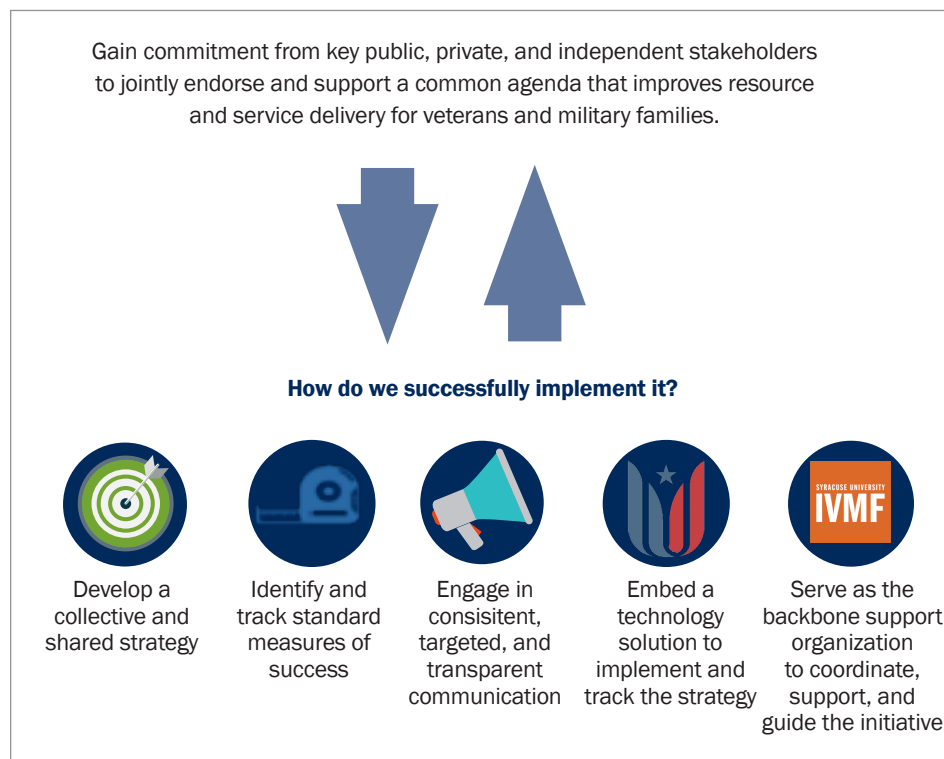 Gain commitment from key public, private, and independent stakeholders
to jointly endorse and support a common agenda that improves resource
and service delivery for veterans and military families.
How do we successfully implement it?
Develop a
collective and
shared strategy
Identify and
track standard
measures of
success
Engage in
consisitent,
targeted, and
transparent
communication
Embed a
technology
solution to
implement and
track the strategy
SYRACUSE UNIVERSITY
IVMF
Serve as the
backbone support
organization
to coordinate,
support, and
guide the initiative